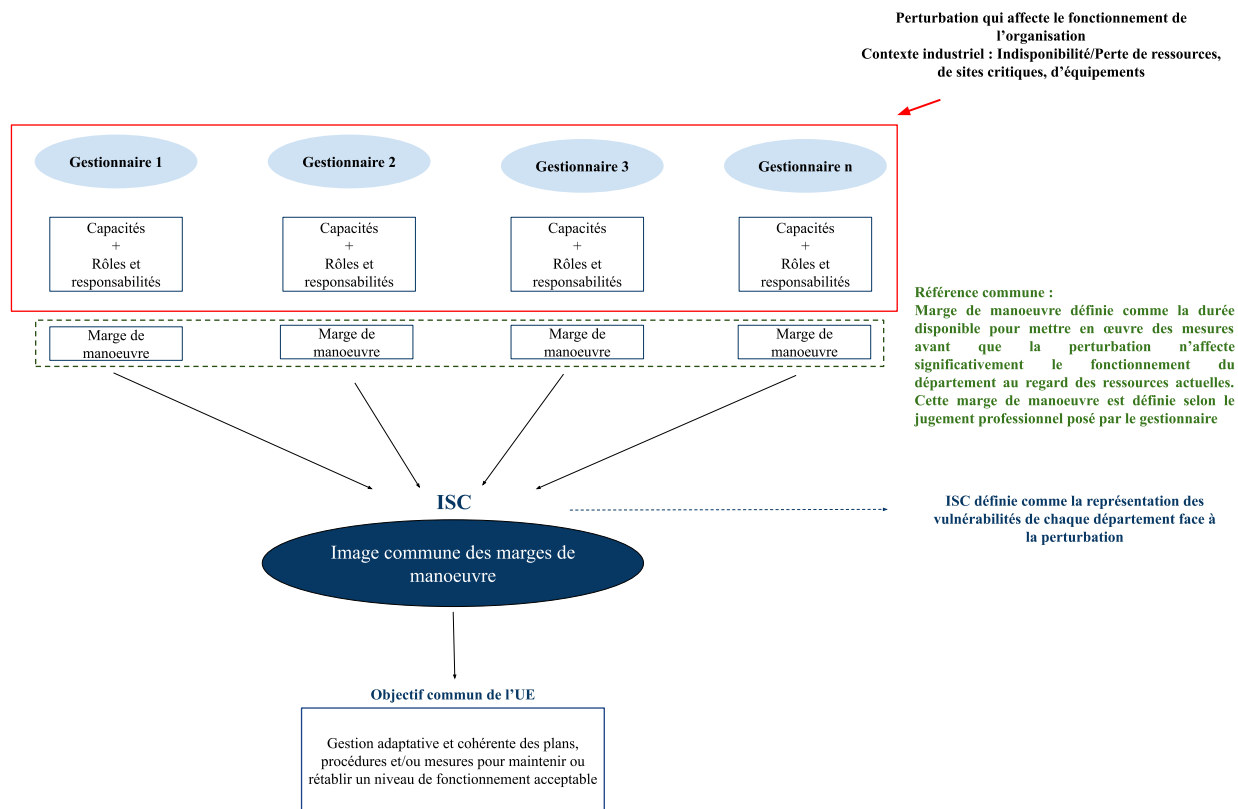 Perturbation qui affecte le fonctionnement de
l'organisation
Contexte industriel : Indisponibilité/Perte de ressources,
de sites critiques, d'équipements
Gestionnaire 1
Gestionnaire 2
Gestionnaire 3
Gestionnaire n
Capacités
+
Rôles et
responsabilités
Capacités
+
Rôles et
responsabilités
Capacités
+
Rôles et
responsabilités
Capacités
+
Rôles et
responsabilités
Marge de
manoeuvre
Marge de
manoeuvre
Marge de
manoeuvre
Marge de
manoeuvre
Référence commune :
Marge de manoeuvre définie comme la durée
disponible pour mettre en œuvre des mesures
avant que la perturbation n'affecte
significativement le fonctionnement du
département au regard des ressources actuelles.
Cette marge de manoeuvre est définie selon le
jugement professionnel posé par le gestionnaire
ISC
Image commune des marges de
manoeuvre
ISC définie comme la représentation des
vulnérabilités de chaque département face à
la perturbation
Objectif commun de l'UE
Gestion adaptative et cohérente des plans,
procédures et/ou mesures pour maintenir ou
rétablir un niveau de fonctionnement acceptable